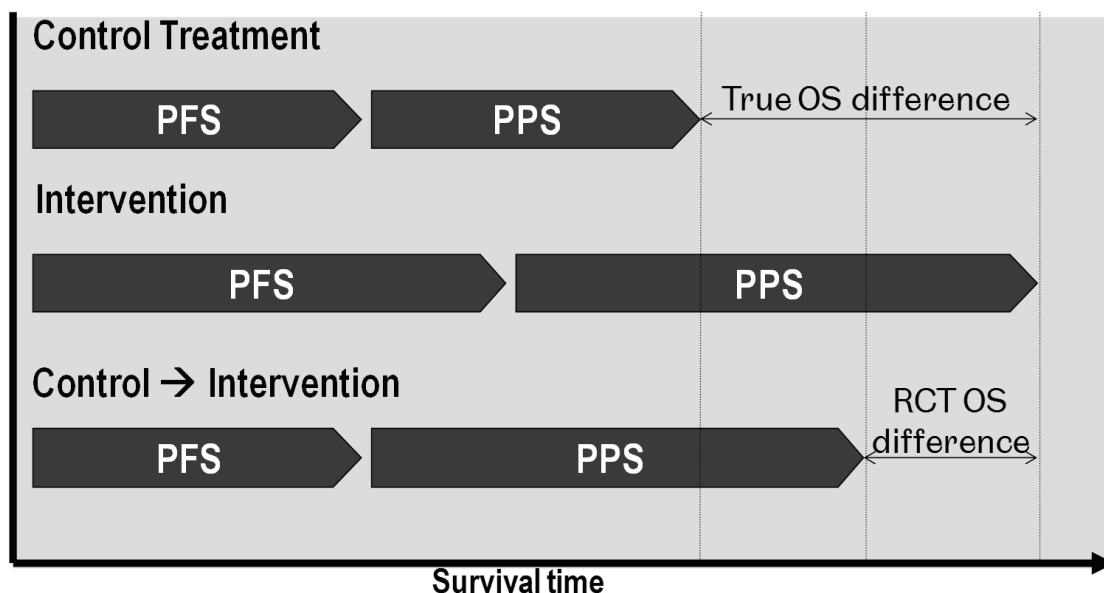 Control Treatment
PFS
PPS
True OS difference
Intervention
PFS
PPS
Control → Intervention
PFS
PPS
RCT OS
difference
Survival time